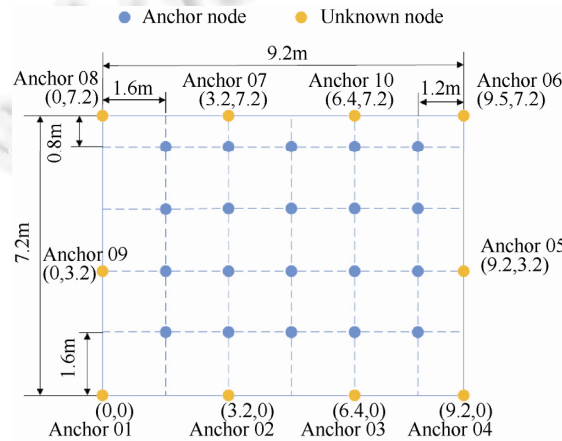 Anchor node Unknown node
9.2m
Anchor 08 Anchor 07 Anchor 10 Anchor 06
(0,7.2) 1.6m (3.2,7.2) (6.4,7.2) 1.2m (9.5,7.2)
0.8m
7.2m
Anchor 09 Anchor 05
(0,3.2) (9.2,3.2)
1.6m
(0,0) (3.2,0) (6.4,0) (9.2,0)
Anchor 01 Anchor 02 Anchor 03 Anchor 04